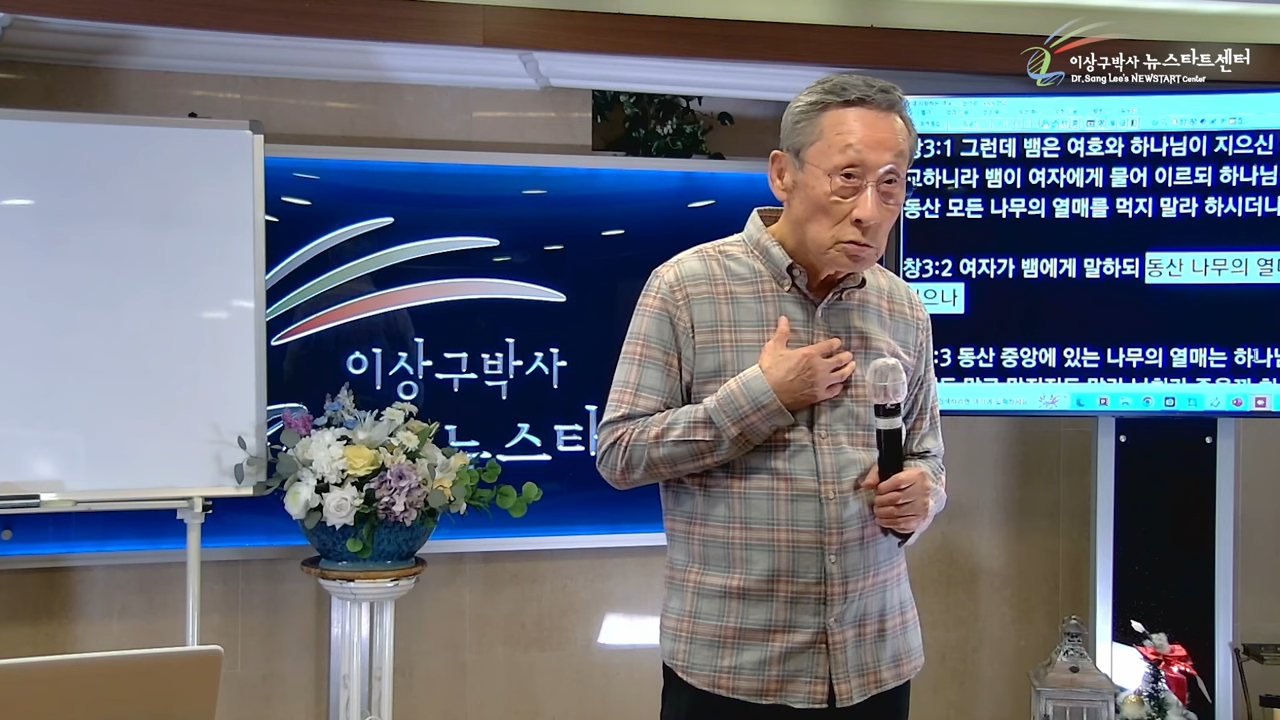 이상구박사 뉴스타트센터
Dr.Sang Lee's NEWSTART Center
창3:1 그런데 뱀은 여호와 하나님이 지으신
교하니라 뱀이 여자에게 물어 이르되 하나님
동산 모든 나무의 열매를 먹지 말라 하시더냐
창3:2 여자가 뱀에게 말하되 동산 나무의 열매
으나
:3 동산 중앙에 있는 나무의 열매는 하나님
이상구박사
뉴스타